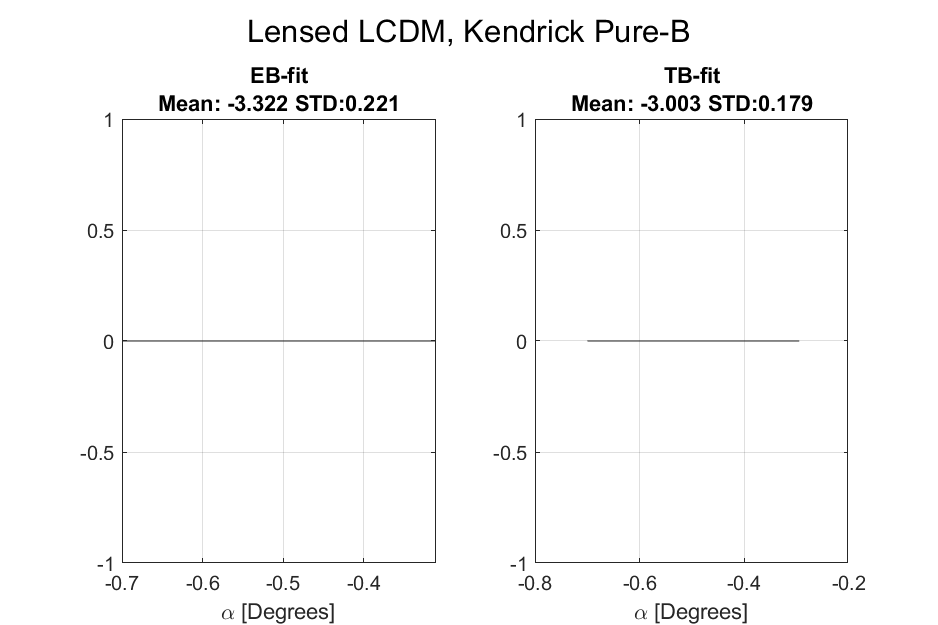 Lensed LCDM, Kendrick Pure-B
EB-fit
Mean: -3.322 STD:0.221
1
0.5
0
-0.5
-1
-0.7 -0.6 -0.5 -0.4
α [Degrees]
TB-fit
Mean: -3.003 STD:0.179
1
0.5
0
-0.5
-1
-0.8 -0.6 -0.4 -0.2
α [Degrees]